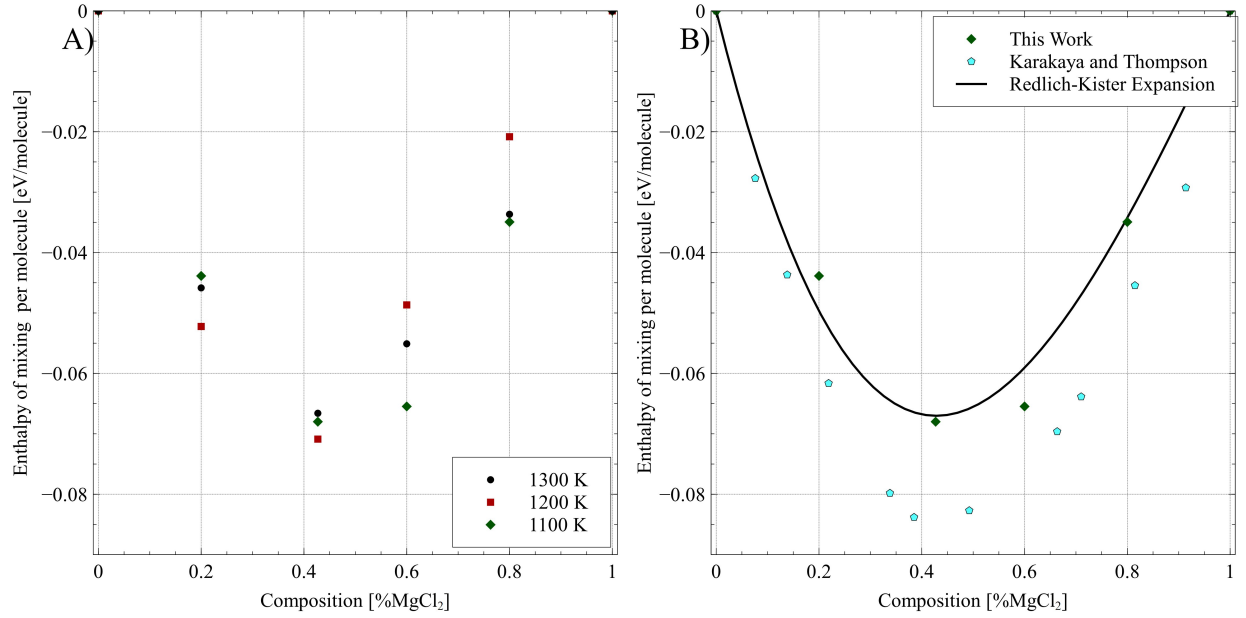 A)
Enthalpy of mixing per molecule [eV/molecule]
0
−0.02
−0.04
−0.06
−0.08
0
0.2
0.4
0.6
0.8
1
Composition [%MgCl₂]
1300 K
1200 K
1100 K
B)
Enthalpy of mixing per molecule [eV/molecule]
0
−0.02
−0.04
−0.06
−0.08
0
0.2
0.4
0.6
0.8
1
Composition [%MgCl₂]
This Work
Karakaya and Thompson
Redlich-Kister Expansion